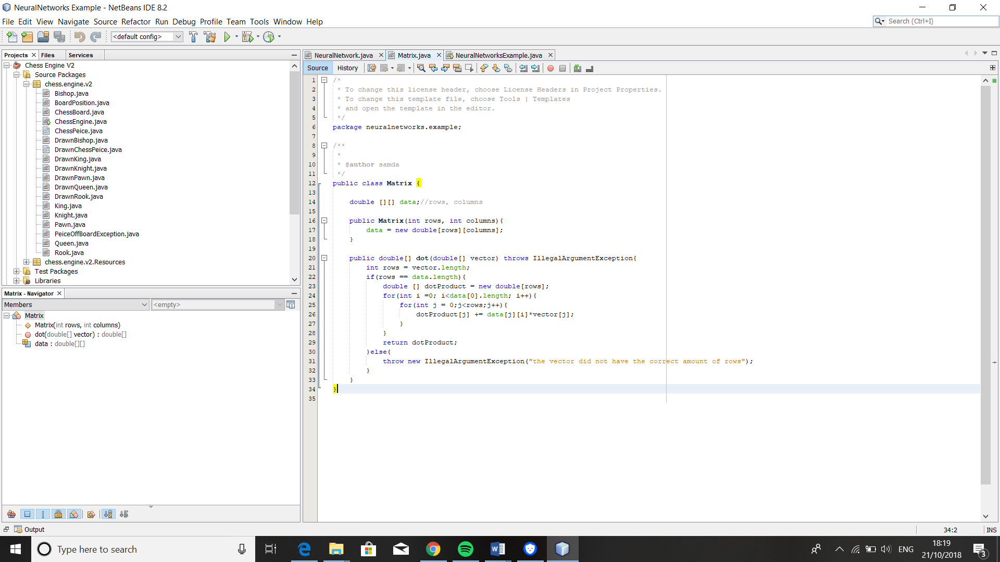 NeuralNetworks Example - NetBeans IDE 8.2
File Edit View Navigate Source Refactor Run Debug Profile Team Tools Window Help
Search (Ctrl+I)
<default config>
Projects Files Services
Chess Engine V2
Source Packages
chess.engine.v2
Bishop.java
BoardPosition.java
ChessBoard.java
ChessEngine.java
ChessPeice.java
DrawnBishop.java
DrawnChessPeice.java
DrawnKing.java
DrawnKnight.java
DrawnPawn.java
DrawnQueen.java
DrawnRook.java
King.java
Knight.java
Pawn.java
PeiceOffBoardException.java
Queen.java
Rook.java
chess.engine.v2.Resources
Test Packages
Libraries
Matrix - Navigator
Members <empty>
Matrix
Matrix(int rows, int columns)
dot(double[] vector) : double[]
data : double[][]
NeuralNetwork.java Matrix.java NeuralNetworksExample.java
Source History
1 /*
2 * To change this license header, choose License Headers in Project Properties.
3 * To change this template file, choose Tools | Templates
4 * and open the template in the editor.
5 */
6 package neuralnetworks.example;
7
8 /**
9 *
10 * @author samda
11 */
12 public class Matrix {
13
14 double [][] data;//rows, columns
15
16 public Matrix(int rows, int columns){
17 data = new double[rows][columns];
18 }
19
20 public double[] dot(double[] vector) throws IllegalArgumentException{
21 int rows = vector.length;
22 if(rows == data.length){
23 double [] dotProduct = new double[rows];
24 for(int i =0; i<data[0].length; i++){
25 for(int j = 0;j<rows;j++){
26 dotProduct[j] += data[j][i]*vector[j];
27 }
28 }
29 return dotProduct;
30 }else{
31 throw new IllegalArgumentException("the vector did not have the correct amount of rows");
32 }
33 }
34 }
35
Output
34:2 INS
Type here to search
ENG
18:19
21/10/2018
3